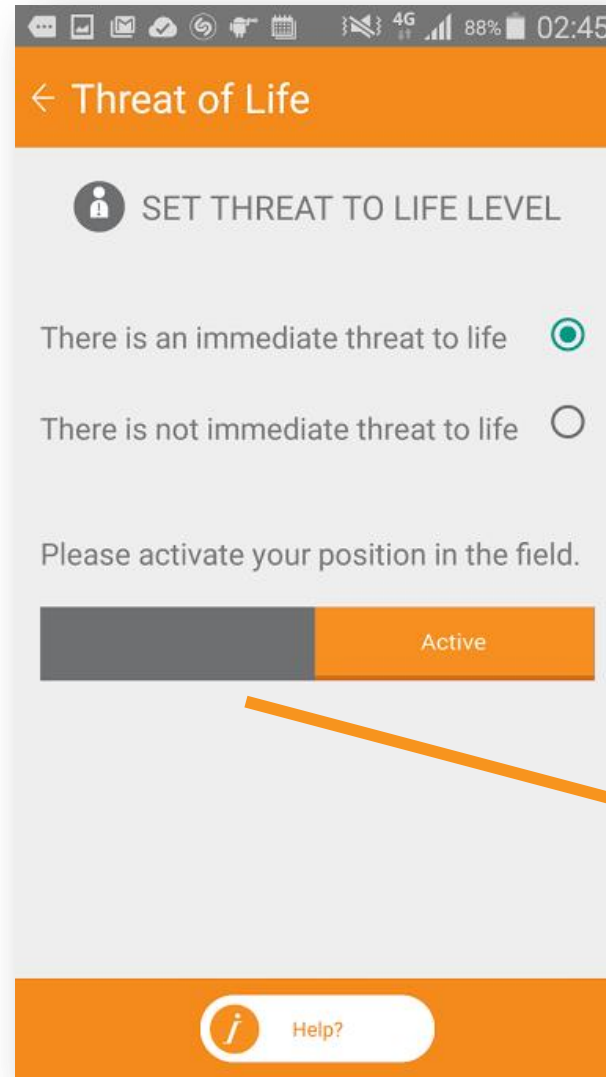 4G 88% 02:45
Threat of Life
SET THREAT TO LIFE LEVEL
There is an immediate threat to life
There is not immediate threat to life
Please activate your position in the field.
Active
i Help?